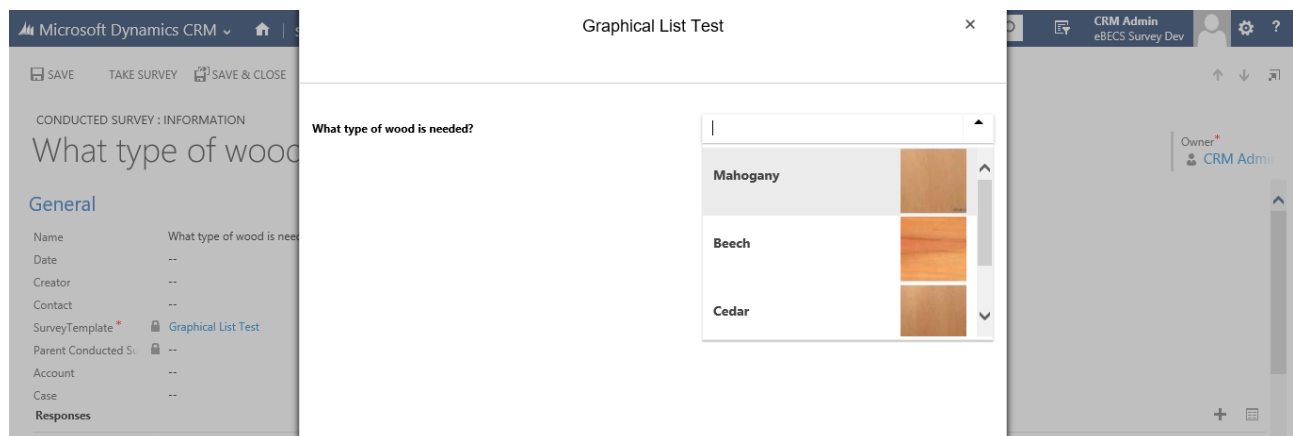 Microsoft Dynamics CRM
Graphical List Test
×
CRM Admin
eBECS Survey Dev
?
SAVE TAKE SURVEY SAVE & CLOSE
CONDUCTED SURVEY : INFORMATION
What type of wood
Owner*
CRM Admin
What type of wood is needed?
Mahogany
Beech
Cedar
General
Name What type of wood is need
Date --
Creator --
Contact --
SurveyTemplate* Graphical List Test
Parent Conducted Su --
Account --
Case --
Responses